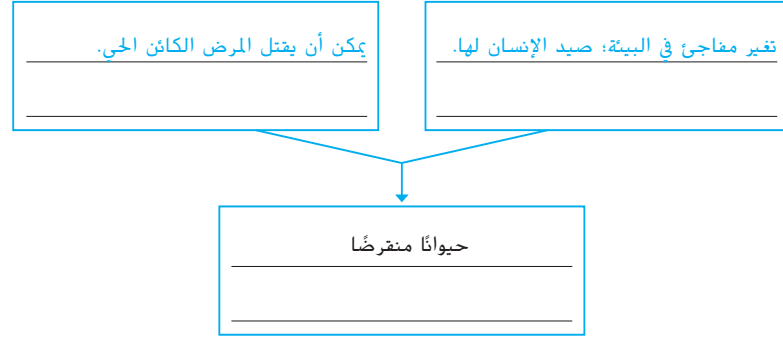 تغير مفاجئ في البيئة؛ صيد الإنسان لها.
يمكن أن يقتل المرض الكائن الحي.
حيوانًا منقرضًا